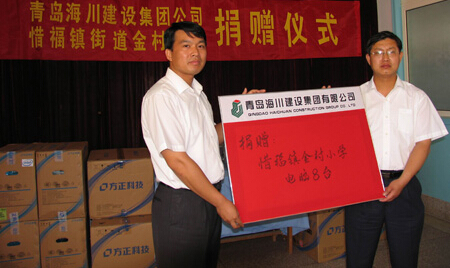 青岛海川建设集团公司
惜福镇街道金村
捐赠仪式
青岛海川建设集团有限公司
QINGDAO HAICHUAN CONSTRUCTION GROUP CO. LTD.
捐赠
惜福镇金村小学
电脑8台
方正科技
方正科技
方正科技